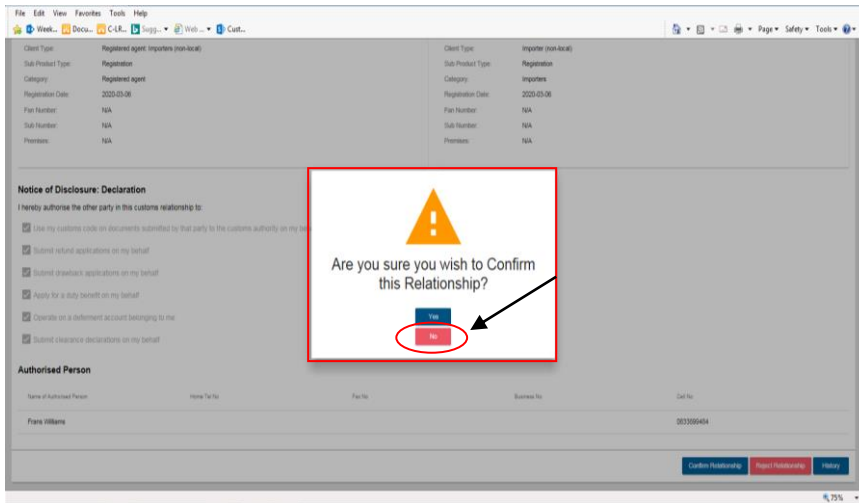 File Edit View Favorites Tools Help
Week... Docu... C-LR... Sugg... Web ... Cust... Page Safety Tools
Client Type: Registered agent: Importers (non-local) Client Type: Importer (non-local)
Sub Product Type: Registration Sub Product Type: Registration
Category: Registered agent Category: Importers
Registration Date: 2020-03-06 Registration Date: 2020-03-06
Fan Number: N/A Fan Number: N/A
Sub Number: N/A Sub Number: N/A
Premises: N/A Premises: N/A
Notice of Disclosure: Declaration
I hereby authorise the other party in this customs relationship to:
Use my customs code on documents submitted by that party to the customs authority on my
Submit refund applications on my behalf
Submit drawback applications on my behalf
Apply for a duty benefit on my behalf
Operate on a deferment account belonging to me
Submit clearance declarations on my behalf
Are you sure you wish to Confirm
this Relationship?
Yes
No
Authorised Person
Name of Authorised Person Home Tel No Fax No Business No Cell No
Frans Williams 0833699464
Confirm Relationship Reject Relationship History
75%